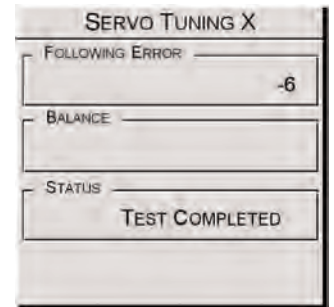 SERVO TUNING X
FOLLOWING ERROR
-6
BALANCE
STATUS
TEST COMPLETED